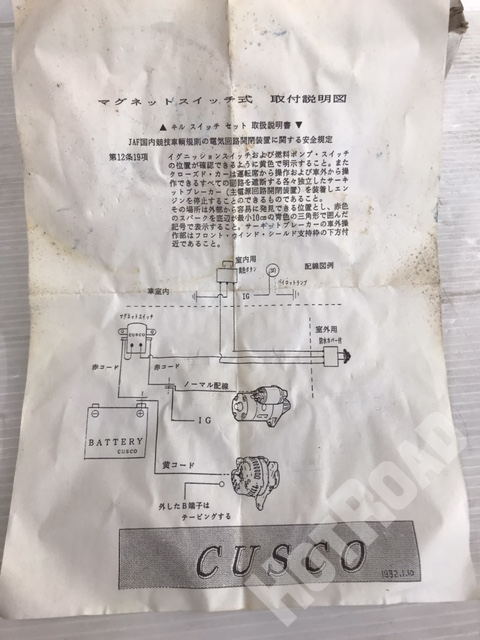 マグネットスイッチ式 取付説明図
▲ キル スイッチ セット 取扱説明書 ▼
JAF国内競技車輌規則の電気回路開閉装置に関する安全規定
第12条19項 イグニッションスイッチおよび燃料ポンプ・スイッチ
の位置が確認できるように黄色で明示すること。また
クローズド・カーは運転席から操作および車外から操
作できるすべての回路を遮断する各々独立したサーキ
ットブレーカー(主電源回路開閉装置)を装着しエン
ジンを停止することのできるものであること。
その場所は外部から容易に発見できる位置とし、赤色
のスパークを底辺が最小10cmの青色の三角形で囲んだ
記号で表示すること。サーキットブレーカーの車外操
作部はフロント・ウインド・シールド支持枠の下方付
近であること。
室内用
配線図例
パイロットランプ
車室内
IG
マグネットスイッチ
CUSCO
室外用
防水カバー付
赤コード
赤コード
ノーマル配線
IG
BATTERY
CUSCO
黄コード
外したB端子は
テーピングする
CUSCO
1992.1.10
HOTROAD